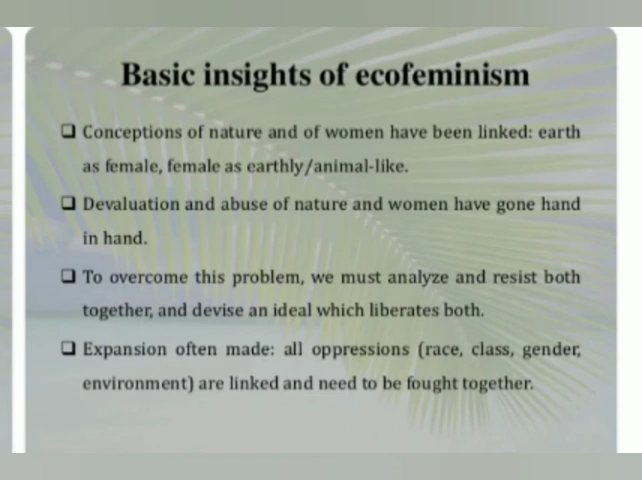 Basic insights of ecofeminism
❑ Conceptions of nature and of women have been linked: earth
as female, female as earthly/animal-like.
❑ Devaluation and abuse of nature and women have gone hand
in hand.
❑ To overcome this problem, we must analyze and resist both
together, and devise an ideal which liberates both.
❑ Expansion often made: all oppressions (race, class, gender,
environment) are linked and need to be fought together.